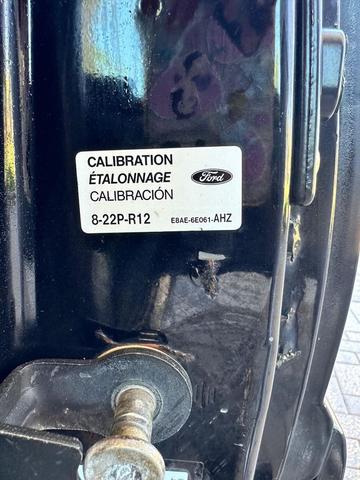 CALIBRATION
ÉTALONNAGE
CALIBRACIÓN
Ford
8-22P-R12 E8AE-6E061-AHZ